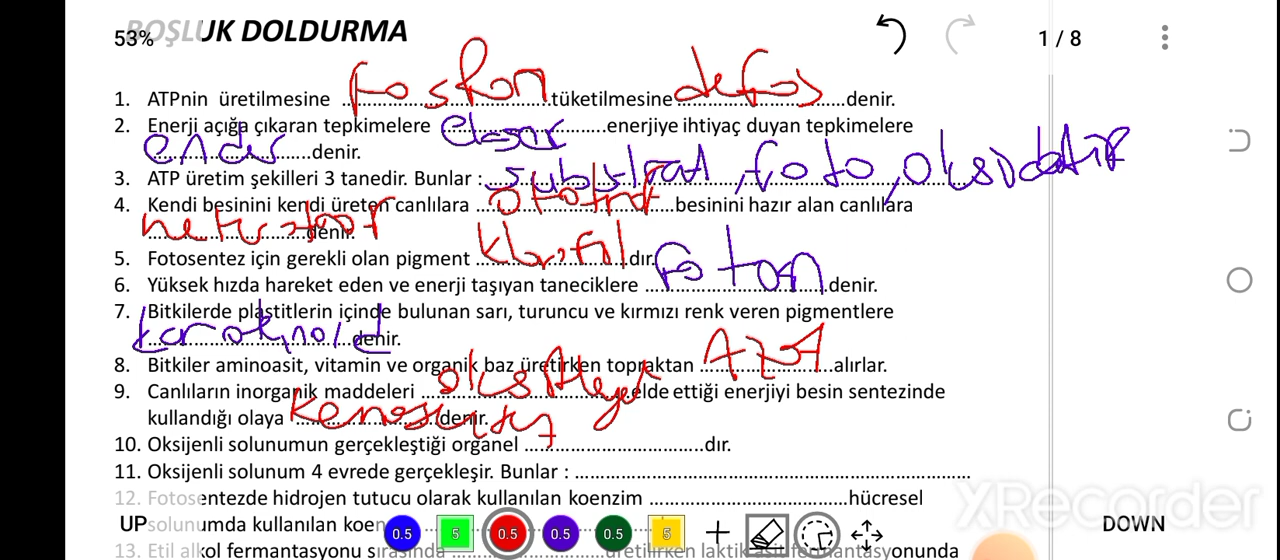 BOŞLUK DOLDURMA
53%
1 / 8
1. ATPnin üretilmesine fosfor tüketilmesine defos denir.
2. Enerji açığa çıkaran tepkimelere enerjiye ihtiyaç duyan tepkimelere
ender denir.
3. ATP üretim şekilleri 3 tanedir. Bunlar : substrat, foto, oksidatif
4. Kendi besinini kendi üreten canlılara ototrof besinini hazır alan canlılara
denir.
5. Fotosentez için gerekli olan pigment klorofil dır.
6. Yüksek hızda hareket eden ve enerji taşıyan taneciklere foton denir.
7. Bitkilerde plastitlerin içinde bulunan sarı, turuncu ve kırmızı renk veren pigmentlere
karotinoid denir.
8. Bitkiler aminoasit, vitamin ve organik baz üretirken topraktan AZOT alırlar.
9. Canlıların inorganik maddeleri oksitleyerek elde ettiği enerjiyi besin sentezinde
kullandığı olaya kemosentez denir.
10. Oksijenli solunumun gerçekleştiği organel ........................................dır.
11. Oksijenli solunum 4 evrede gerçekleşir. Bunlar : ........................................
12. Fotosentezde hidrojen tutucu olarak kullanılan koenzim ........................................hücresel
UP solunumda kullanılan koen
0.5 5 0.5 0.5 0.5 5
DOWN
13. Etil alkol fermantasyonu sırasında üretilirken laktik asit fermantasyonunda
XRecorder